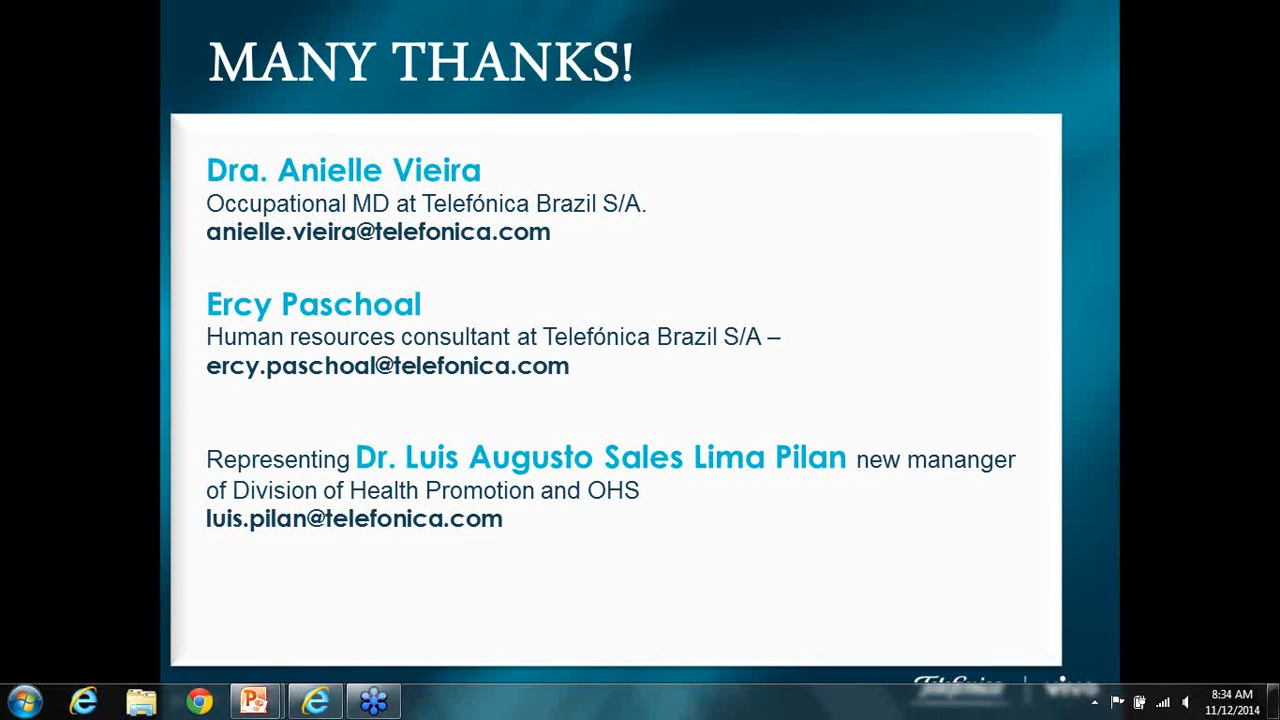 MANY THANKS!
Dra. Anielle Vieira
Occupational MD at Telefónica Brazil S/A.
anielle.vieira@telefonica.com
Ercy Paschoal
Human resources consultant at Telefónica Brazil S/A –
ercy.paschoal@telefonica.com
Representing Dr. Luis Augusto Sales Lima Pilan new mananger
of Division of Health Promotion and OHS
luis.pilan@telefonica.com
Telefónica | vivo
8:34 AM
11/12/2014